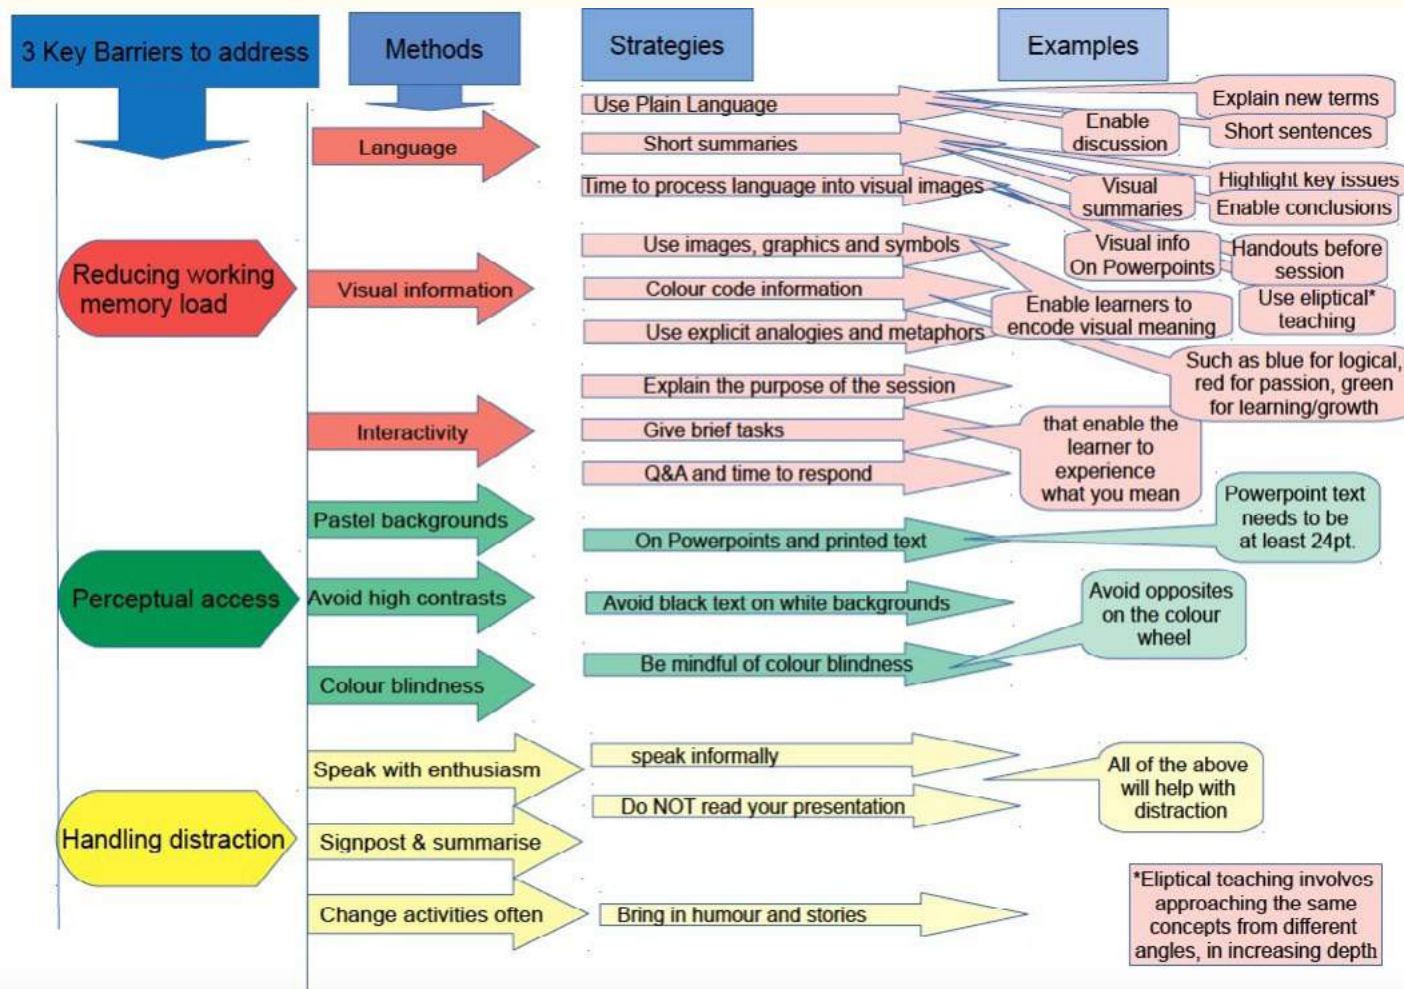 3 Key Barriers to address
Methods
Strategies
Examples
Reducing working
memory load
Language
Use Plain Language
Explain new terms
Enable
discussion
Short sentences
Short summaries
Highlight key issues
Visual
summaries
Enable conclusions
Time to process language into visual images
Visual info
On Powerpoints
Handouts before
session
Use eliptical*
teaching
Visual information
Use images, graphics and symbols
Enable learners to
encode visual meaning
Colour code information
Such as blue for logical,
red for passion, green
for learning/growth
Use explicit analogies and metaphors
Interactivity
Explain the purpose of the session
Give brief tasks
that enable the
learner to
experience
what you mean
Q&A and time to respond
Perceptual access
Pastel backgrounds
On Powerpoints and printed text
Powerpoint text
needs to be
at least 24pt.
Avoid high contrasts
Avoid black text on white backgrounds
Colour blindness
Be mindful of colour blindness
Avoid opposites
on the colour
wheel
Handling distraction
Speak with enthusiasm
speak informally
Do NOT read your presentation
All of the above
will help with
distraction
Signpost & summarise
Change activities often
Bring in humour and stories
*Eliptical teaching involves
approaching the same
concepts from different
angles, in increasing depth